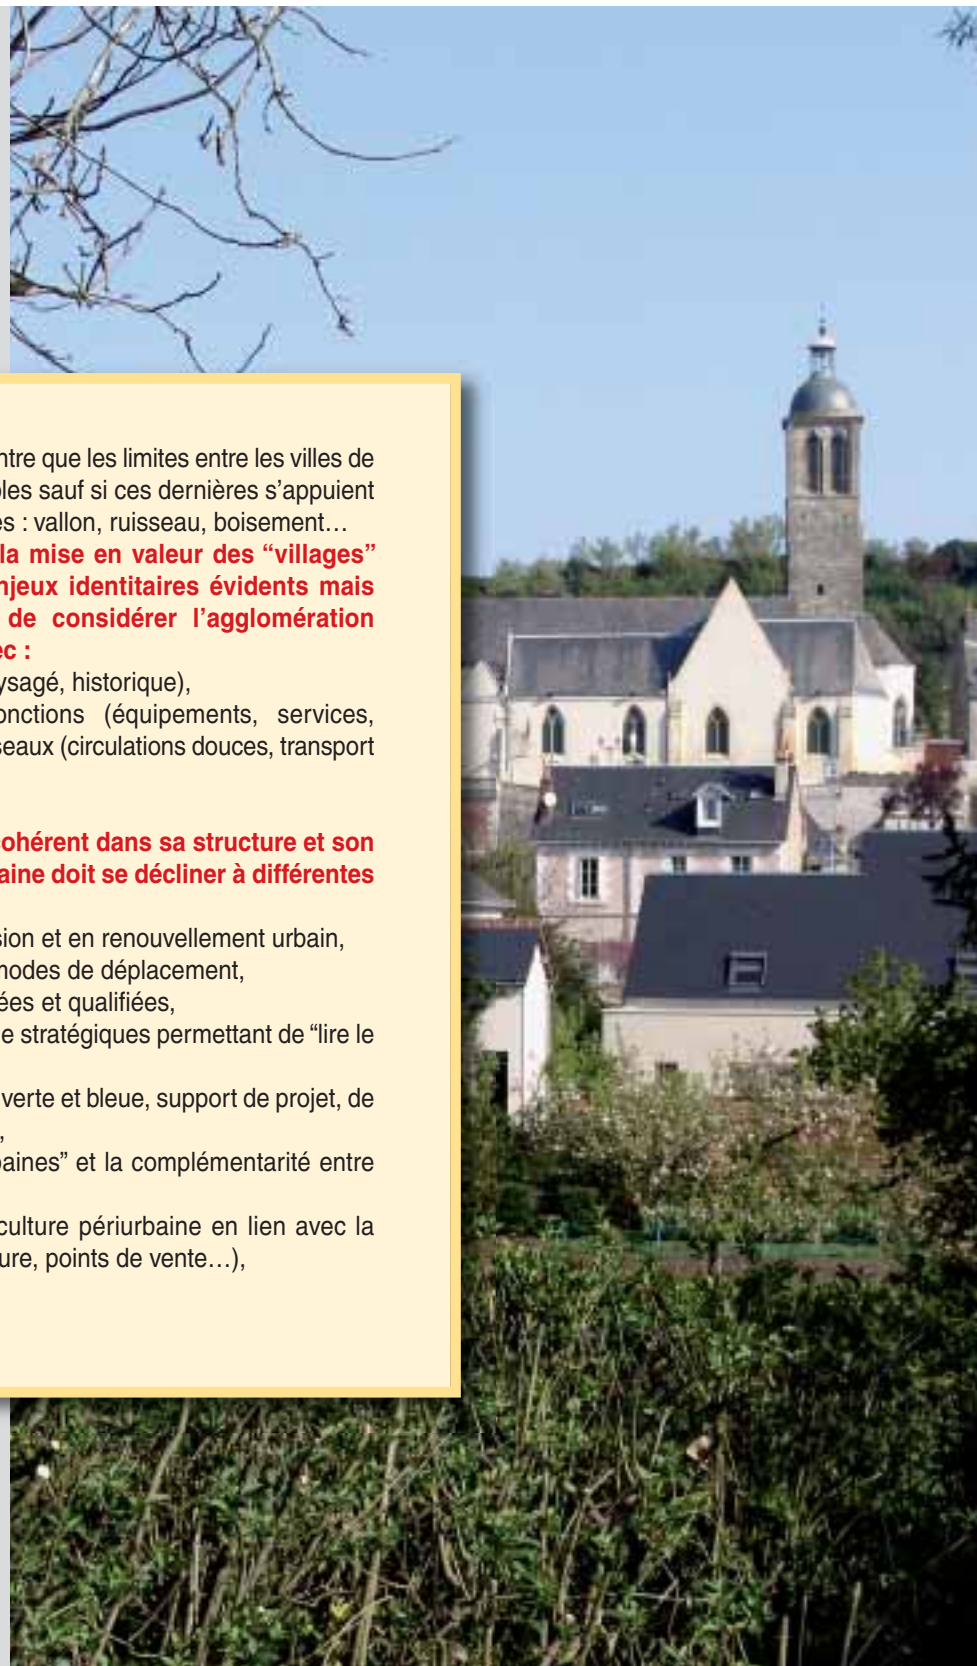 ntre que les limites entre les villes de
les sauf si ces dernières s’appuient
es : vallon, ruisseau, boisement…
la mise en valeur des “villages”
njeux identitaires évidents mais
de considérer l’agglomération
ec :
ysagé, historique),
onctions (équipements, services,
seaux (circulations douces, transport
cohérent dans sa structure et son
aine doit se décliner à différentes
sion et en renouvellement urbain,
modes de déplacement,
ées et qualifiées,
e stratégiques permettant de “lire le
verte et bleue, support de projet, de
,
aines” et la complémentarité entre
culture périurbaine en lien avec la
ure, points de vente…),